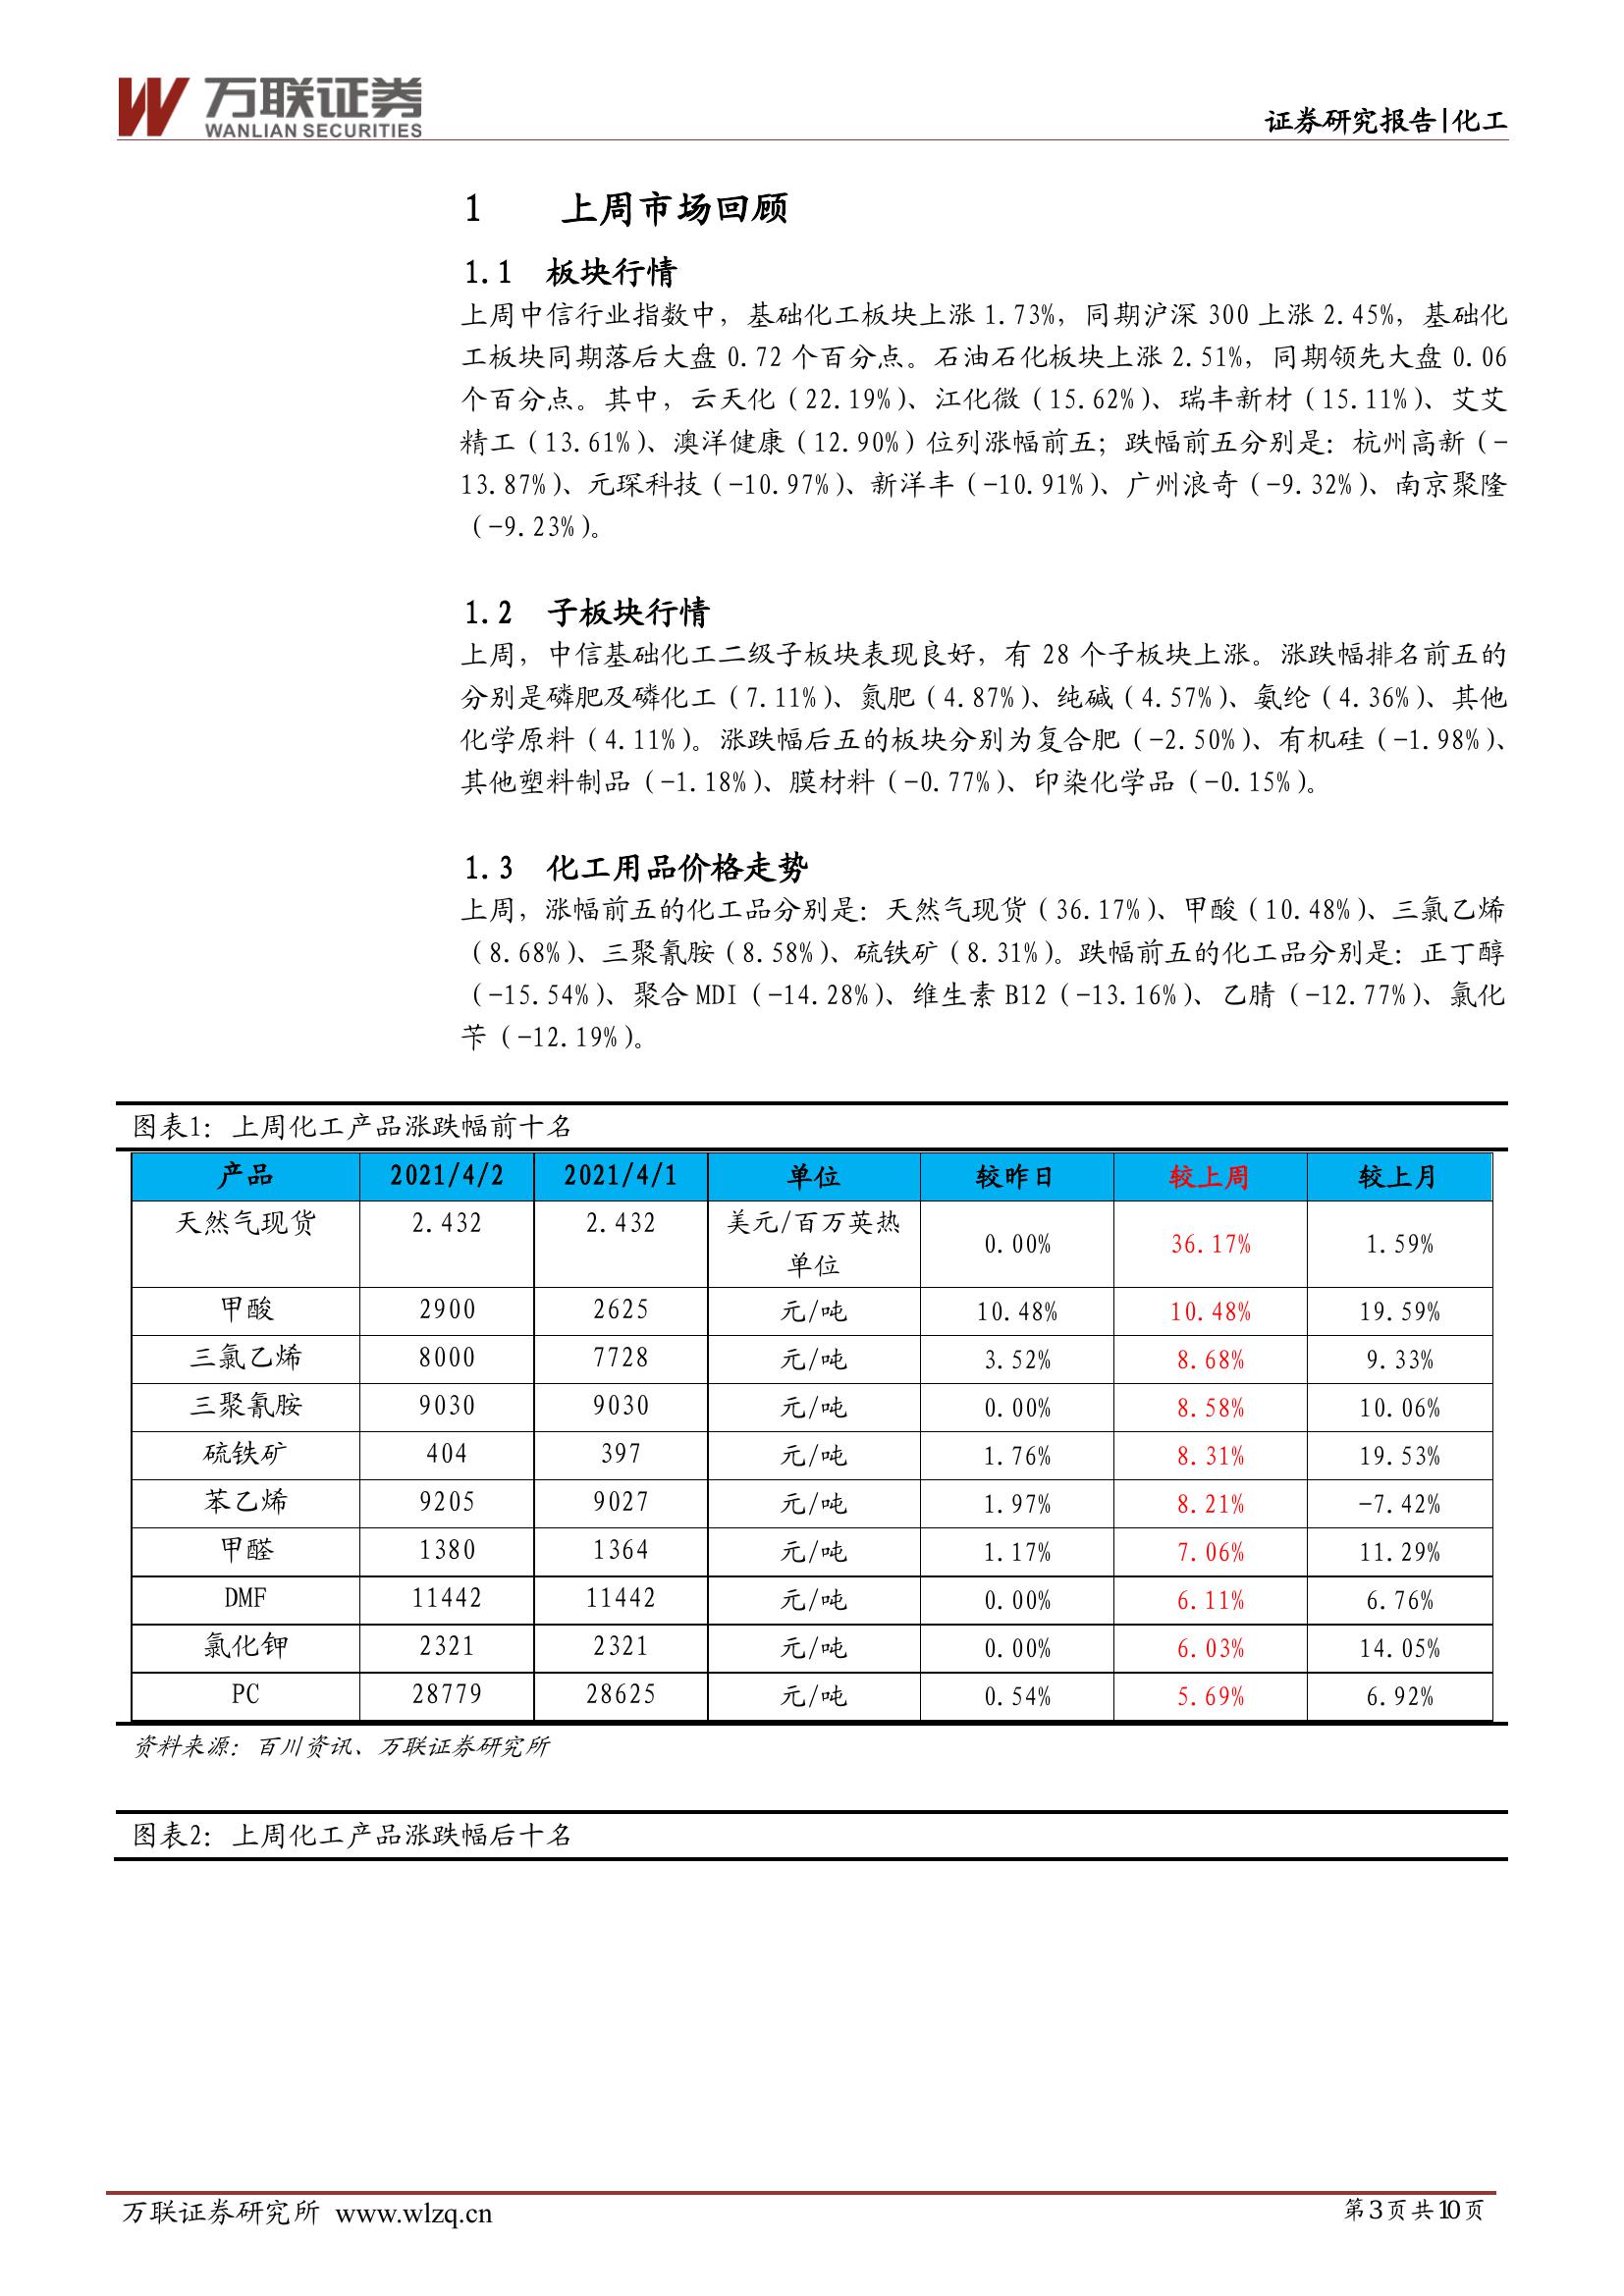 万联证券
WANLIAN SECURITIES
证券研究报告|化工
1 上周市场回顾
1.1 板块行情
上周中信行业指数中，基础化工板块上涨 1.73%，同期沪深 300 上涨 2.45%，基础化
工板块同期落后大盘 0.72 个百分点。石油石化板块上涨 2.51%，同期领先大盘 0.06
个百分点。其中，云天化（22.19%）、江化微（15.62%）、瑞丰新材（15.11%）、艾艾
精工（13.61%）、澳洋健康（12.90%）位列涨幅前五；跌幅前五分别是：杭州高新（-
13.87%）、元琛科技（-10.97%）、新洋丰（-10.91%）、广州浪奇（-9.32%）、南京聚隆
（-9.23%）。
1.2 子板块行情
上周，中信基础化工二级子板块表现良好，有 28 个子板块上涨。涨跌幅排名前五的
分别是磷肥及磷化工（7.11%）、氮肥（4.87%）、纯碱（4.57%）、氨纶（4.36%）、其他
化学原料（4.11%）。涨跌幅后五的板块分别为复合肥（-2.50%）、有机硅（-1.98%）、
其他塑料制品（-1.18%）、膜材料（-0.77%）、印染化学品（-0.15%）。
1.3 化工用品价格走势
上周，涨幅前五的化工品分别是：天然气现货（36.17%）、甲酸（10.48%）、三氯乙烯
（8.68%）、三聚氰胺（8.58%）、硫铁矿（8.31%）。跌幅前五的化工品分别是：正丁醇
（-15.54%）、聚合 MDI（-14.28%）、维生素 B12（-13.16%）、乙腈（-12.77%）、氯化
苄（-12.19%）。
图表1：上周化工产品涨跌幅前十名
产品 2021/4/2 2021/4/1 单位 较昨日 较上周 较上月
天然气现货 2.432 2.432 美元/百万英热 0.00% 36.17% 1.59%
单位
甲酸 2900 2625 元/吨 10.48% 10.48% 19.59%
三氯乙烯 8000 7728 元/吨 3.52% 8.68% 9.33%
三聚氰胺 9030 9030 元/吨 0.00% 8.58% 10.06%
硫铁矿 404 397 元/吨 1.76% 8.31% 19.53%
苯乙烯 9205 9027 元/吨 1.97% 8.21% -7.42%
甲醛 1380 1364 元/吨 1.17% 7.06% 11.29%
DMF 11442 11442 元/吨 0.00% 6.11% 6.76%
氯化钾 2321 2321 元/吨 0.00% 6.03% 14.05%
PC 28779 28625 元/吨 0.54% 5.69% 6.92%
资料来源：百川资讯、万联证券研究所
图表2：上周化工产品涨跌幅后十名
万联证券研究所 www.wlzq.cn
第3页共10页